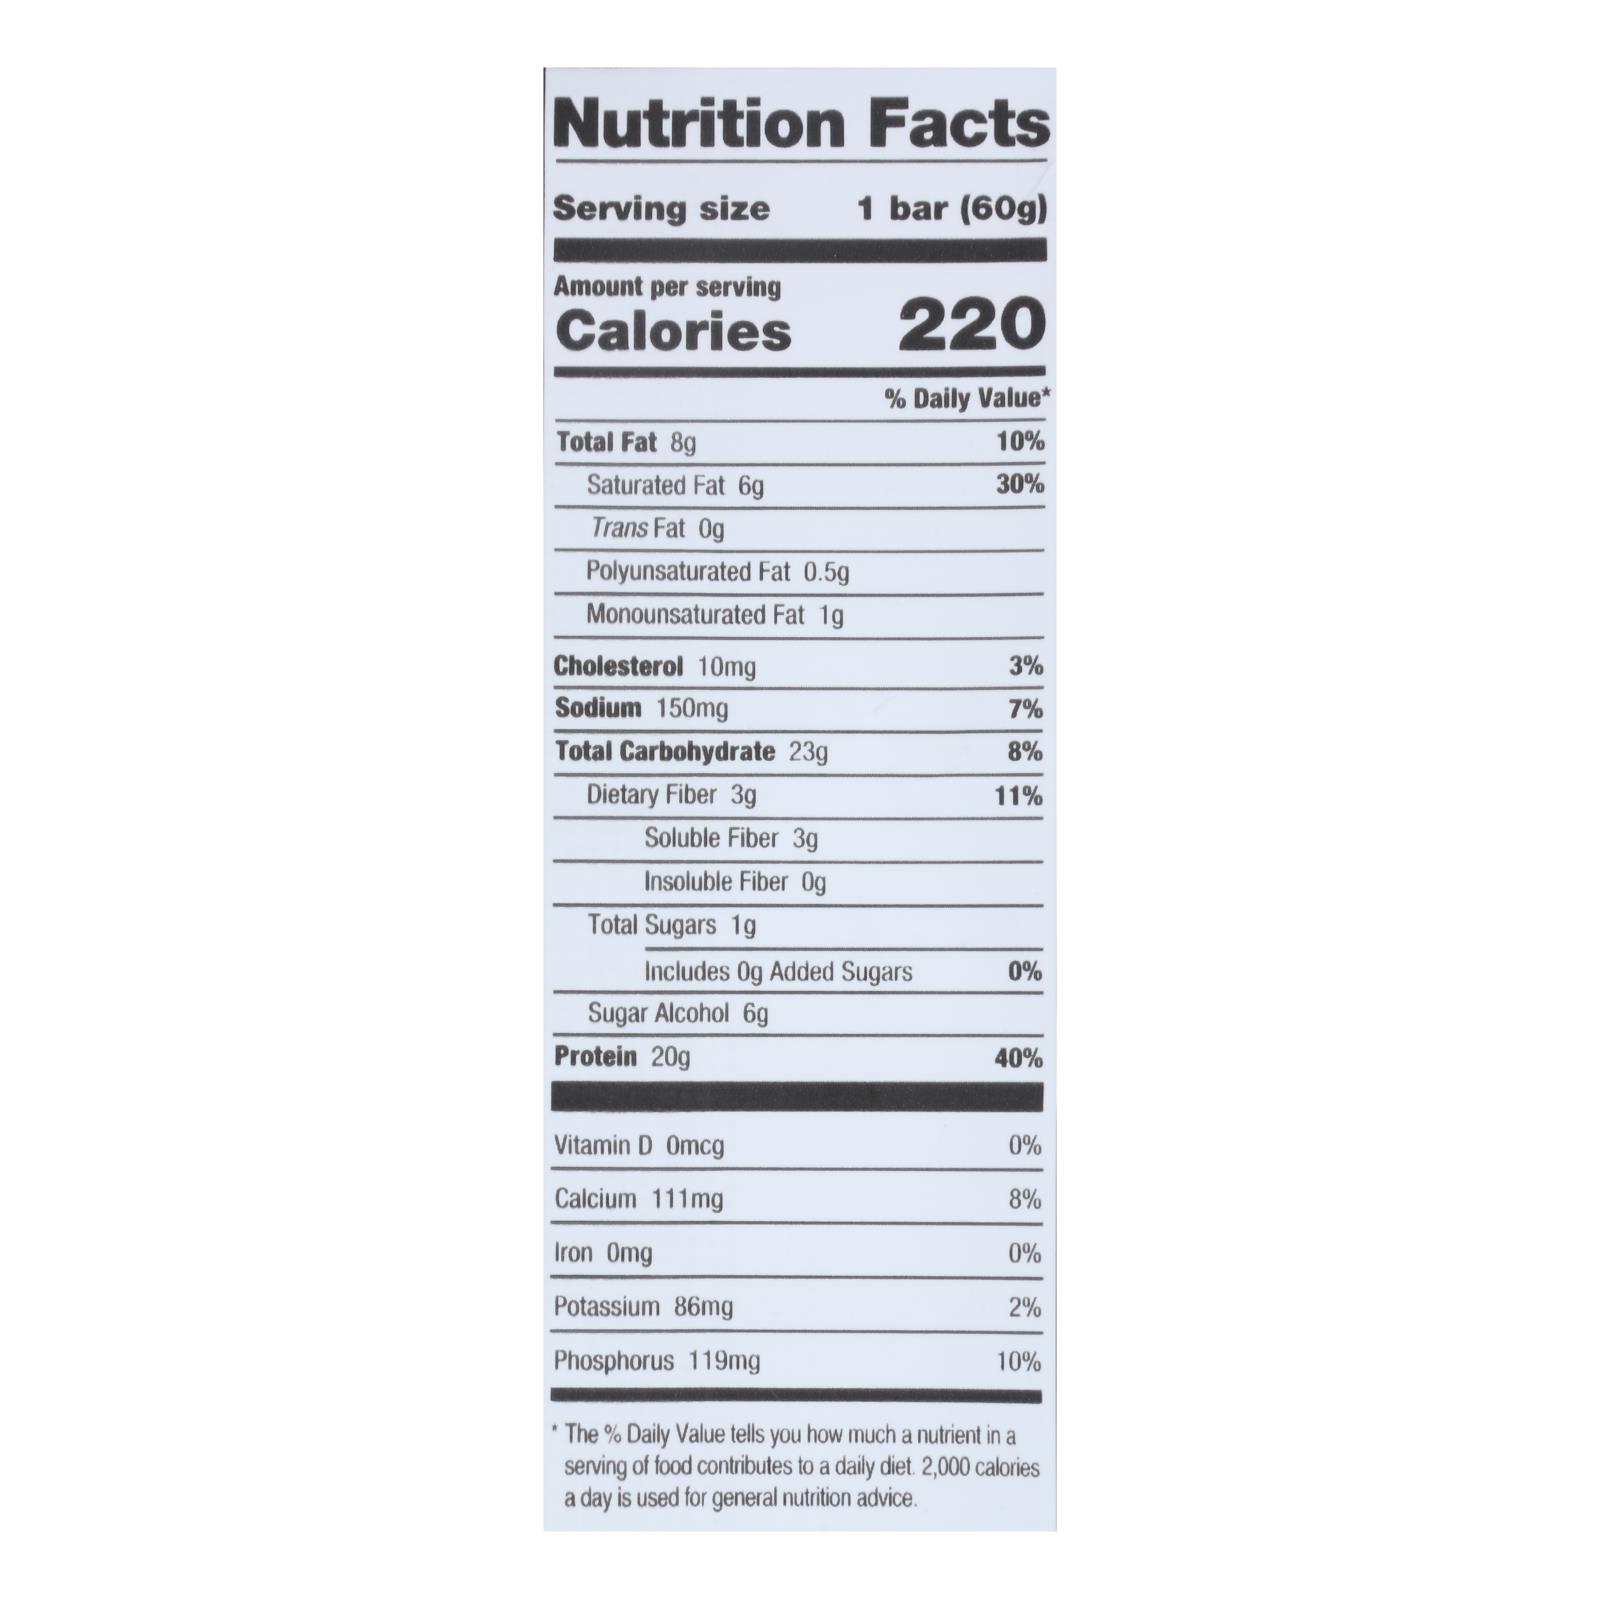 Nutrition Facts
Serving size 1 bar (60g)
Amount per serving
Calories 220
% Daily Value*
Total Fat 8g 10%
Saturated Fat 6g 30%
Trans Fat 0g
Polyunsaturated Fat 0.5g
Monounsaturated Fat 1g
Cholesterol 10mg 3%
Sodium 150mg 7%
Total Carbohydrate 23g 8%
Dietary Fiber 3g 11%
Soluble Fiber 3g
Insoluble Fiber 0g
Total Sugars 1g
Includes 0g Added Sugars 0%
Sugar Alcohol 6g
Protein 20g 40%
Vitamin D 0mcg 0%
Calcium 111mg 8%
Iron 0mg 0%
Potassium 86mg 2%
Phosphorus 119mg 10%
* The % Daily Value tells you how much a nutrient in a
serving of food contributes to a daily diet. 2,000 calories
a day is used for general nutrition advice.